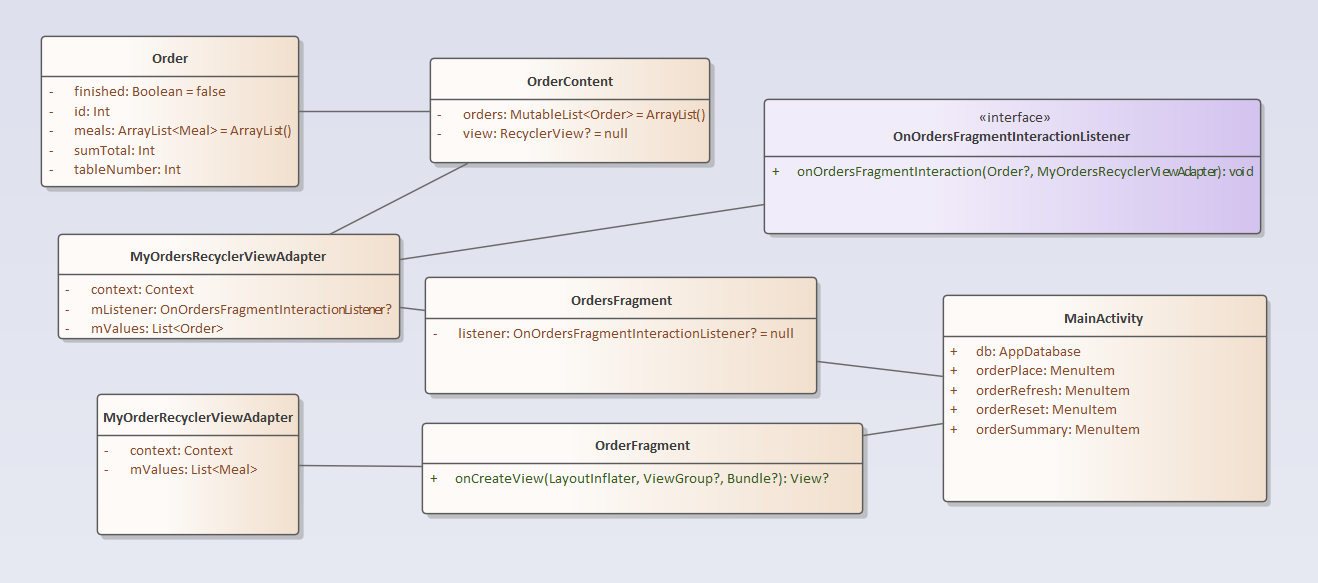 Order
- finished: Boolean = false
- id: Int
- meals: ArrayList<Meal> = ArrayList()
- sumTotal: Int
- tableNumber: Int
OrderContent
- orders: MutableList<Order> = ArrayList()
- view: RecyclerView? = null
«interface»
OnOrdersFragmentInteractionListener
+ onOrdersFragmentInteraction(Order?, MyOrdersRecyclerViewAdapter): void
MyOrdersRecyclerViewAdapter
- context: Context
- mListener: OnOrdersFragmentInteractionListener?
- mValues: List<Order>
OrdersFragment
- listener: OnOrdersFragmentInteractionListener? = null
MainActivity
+ db: AppDatabase
+ orderPlace: MenuItem
+ orderRefresh: MenuItem
+ orderReset: MenuItem
+ orderSummary: MenuItem
MyOrderRecyclerViewAdapter
- context: Context
- mValues: List<Meal>
OrderFragment
+ onCreateView(LayoutInflater, ViewGroup?, Bundle?): View?